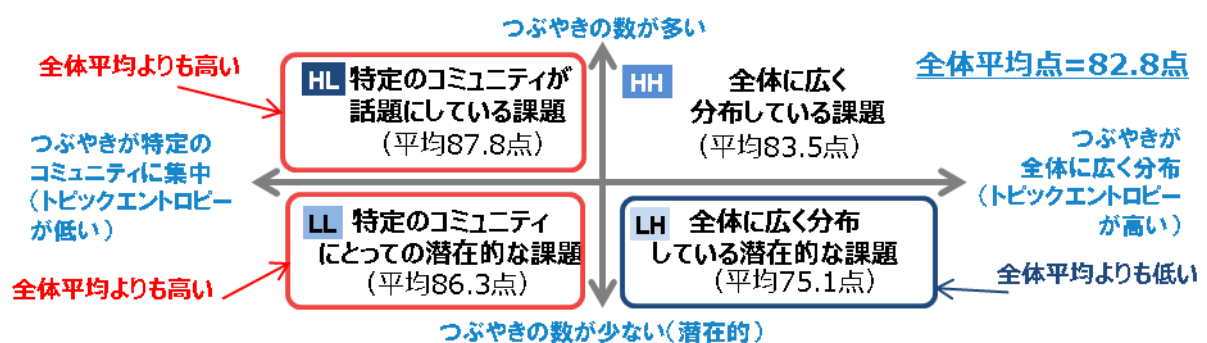 つぶやきの数が多い
全体平均よりも高い
全体平均点=82.8点
HL 特定のコミュニティが
話題にしている課題
(平均87.8点)
HH 全体に広く
分布している課題
(平均83.5点)
つぶやきが特定の
コミュニティに集中
(トピックエントロピー
が低い)
つぶやきが
全体に広く分布
(トピックエントロピー
が高い)
LL 特定のコミュニティ
にとっての潜在的な課題
(平均86.3点)
LH 全体に広く分布
している潜在的な課題
(平均75.1点)
全体平均よりも高い
全体平均よりも低い
つぶやきの数が少ない(潜在的)